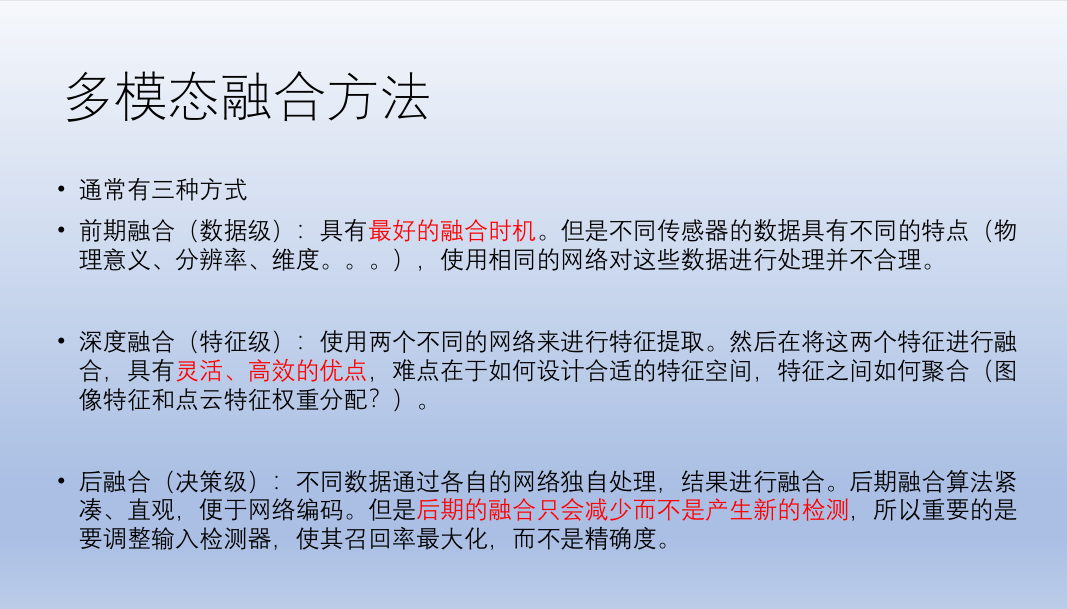 多模态融合方法
• 通常有三种方式
• 前期融合（数据级）：具有最好的融合时机。但是不同传感器的数据具有不同的特点（物
理意义、分辨率、维度。。。），使用相同的网络对这些数据进行处理并不合理。
• 深度融合（特征级）：使用两个不同的网络来进行特征提取。然后在将这两个特征进行融
合，具有灵活、高效的优点，难点在于如何设计合适的特征空间，特征之间如何聚合（图
像特征和点云特征权重分配？）。
• 后融合（决策级）：不同数据通过各自的网络独自处理，结果进行融合。后期融合算法紧
凑、直观，便于网络编码。但是后期的融合只会减少而不是产生新的检测，所以重要的是
要调整输入检测器，使其召回率最大化，而不是精确度。